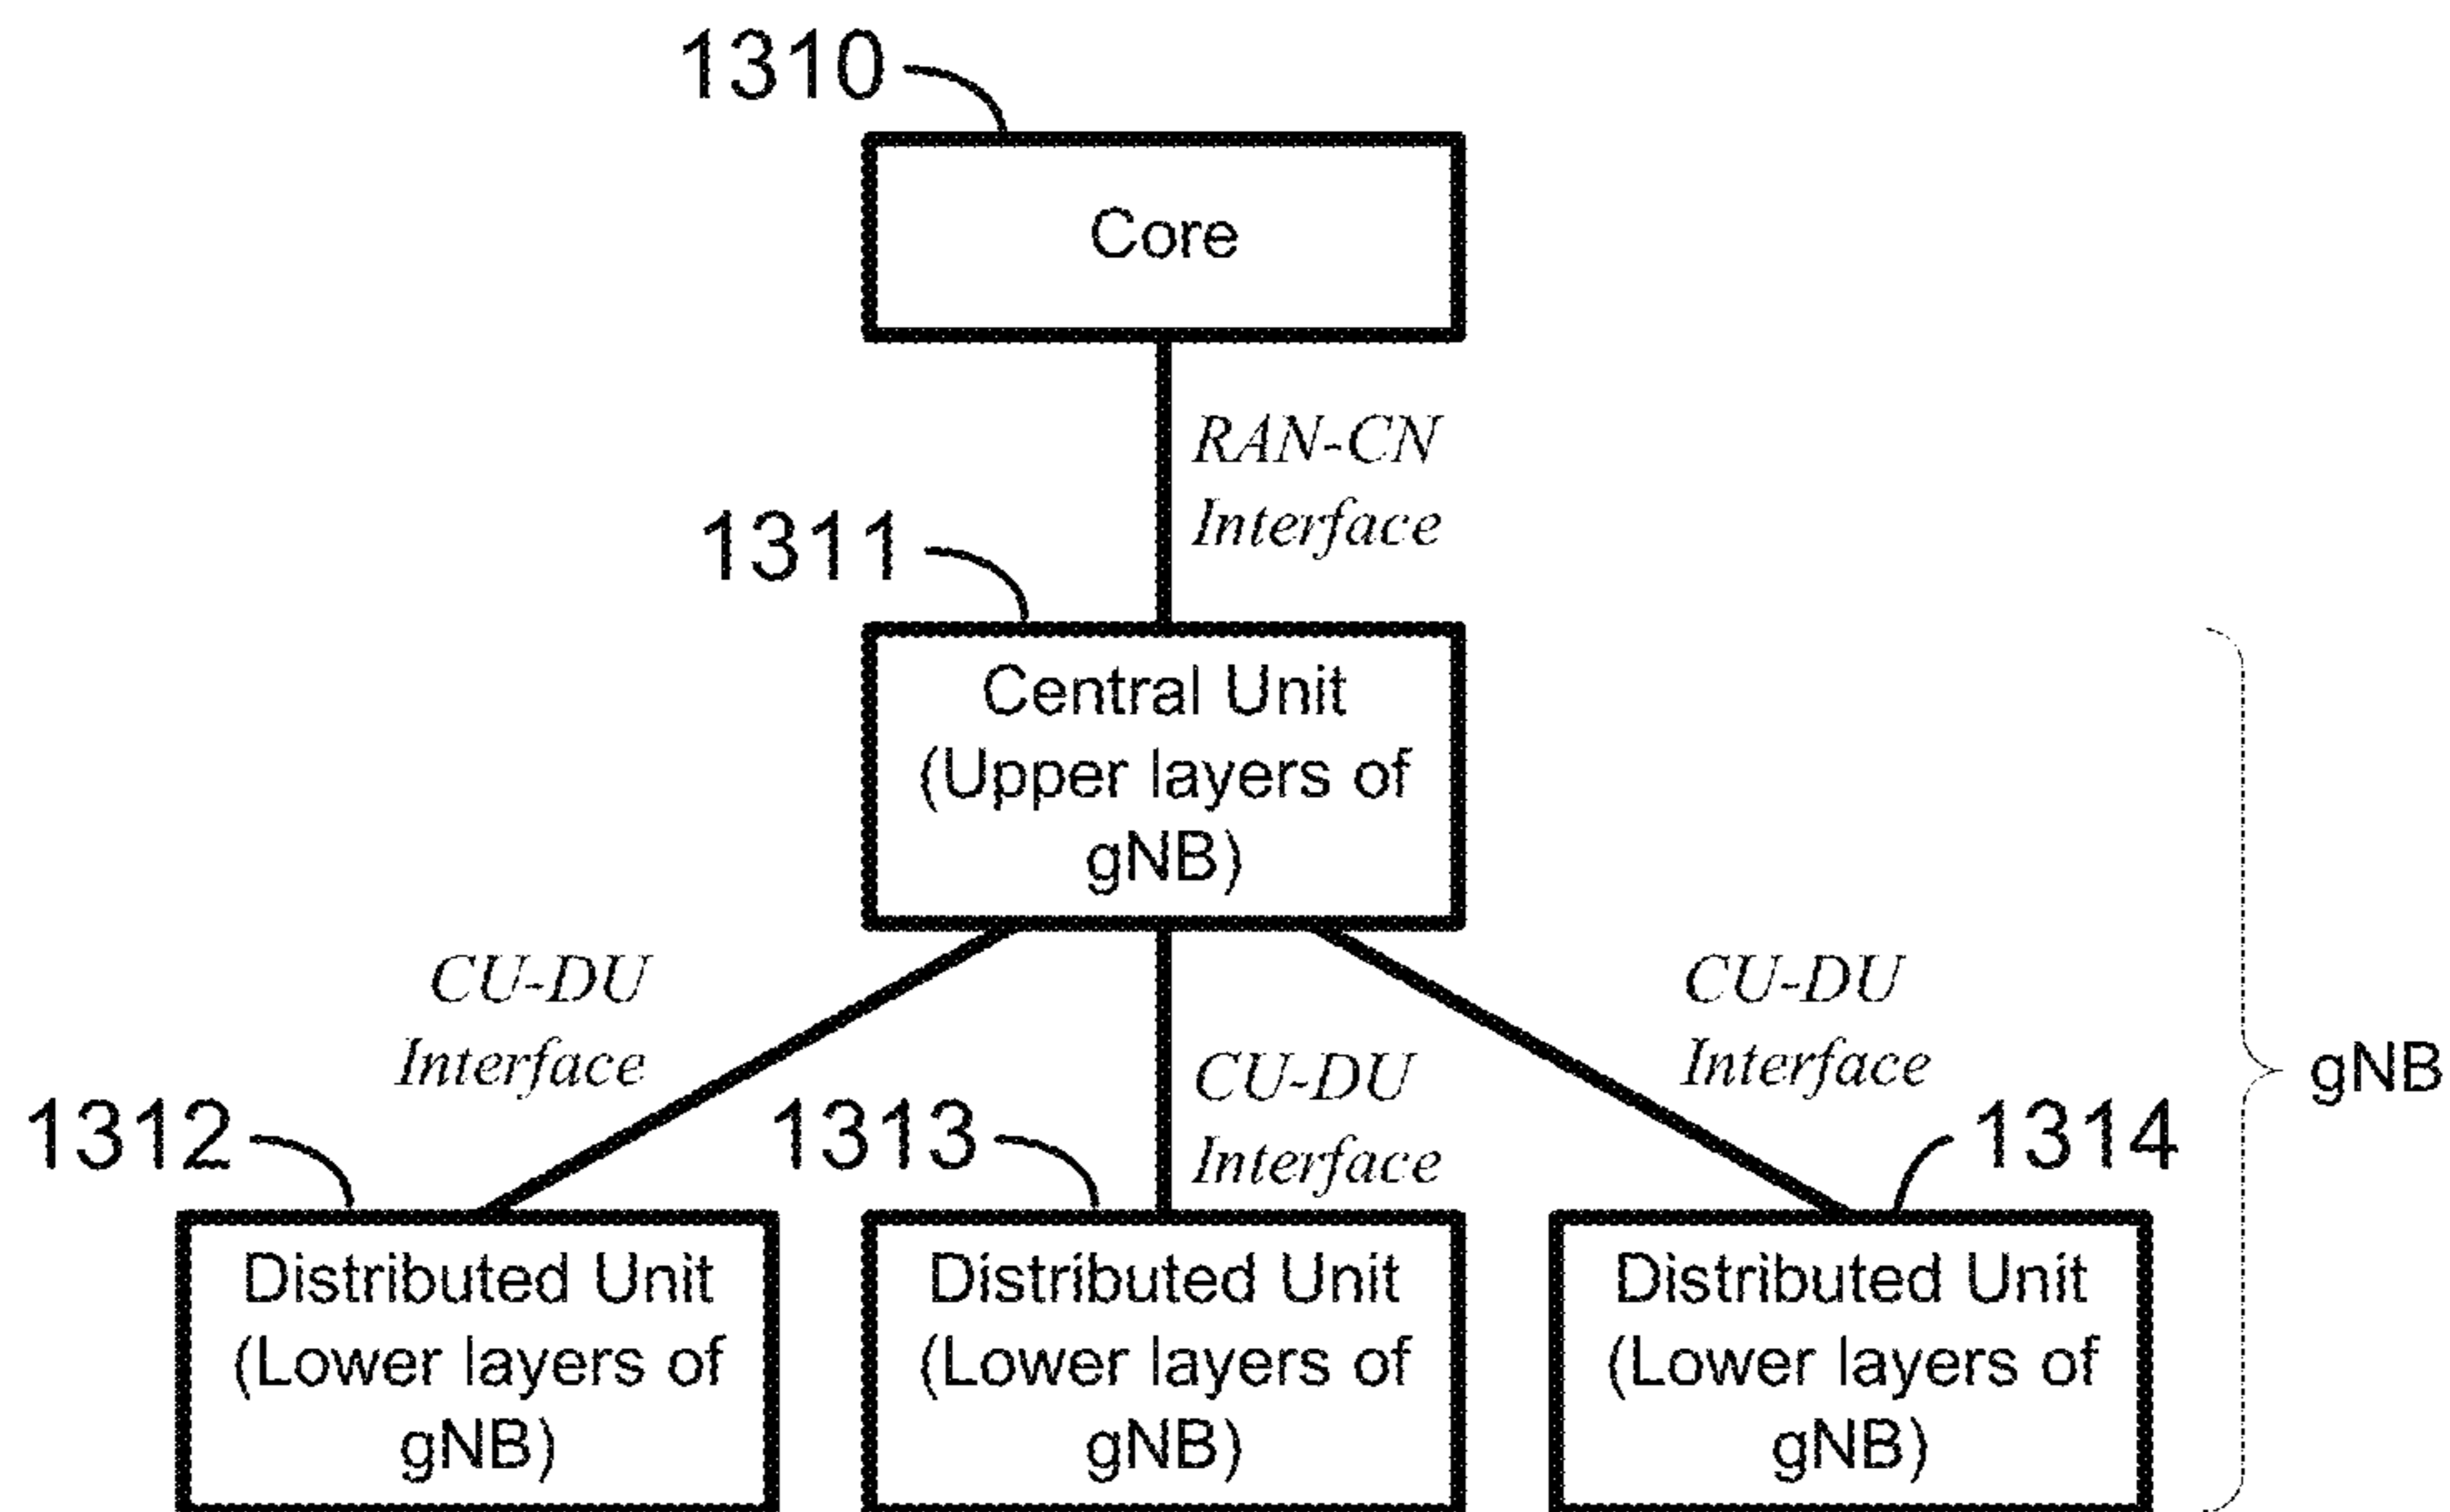 1310
Core
RAN-CN
Interface
1311
Central Unit
(Upper layers of
gNB)
CU-DU
Interface
CU-DU
Interface
CU-DU
Interface
gNB
1312
1313
1314
Distributed Unit
(Lower layers of
gNB)
Distributed Unit
(Lower layers of
gNB)
Distributed Unit
(Lower layers of
gNB)